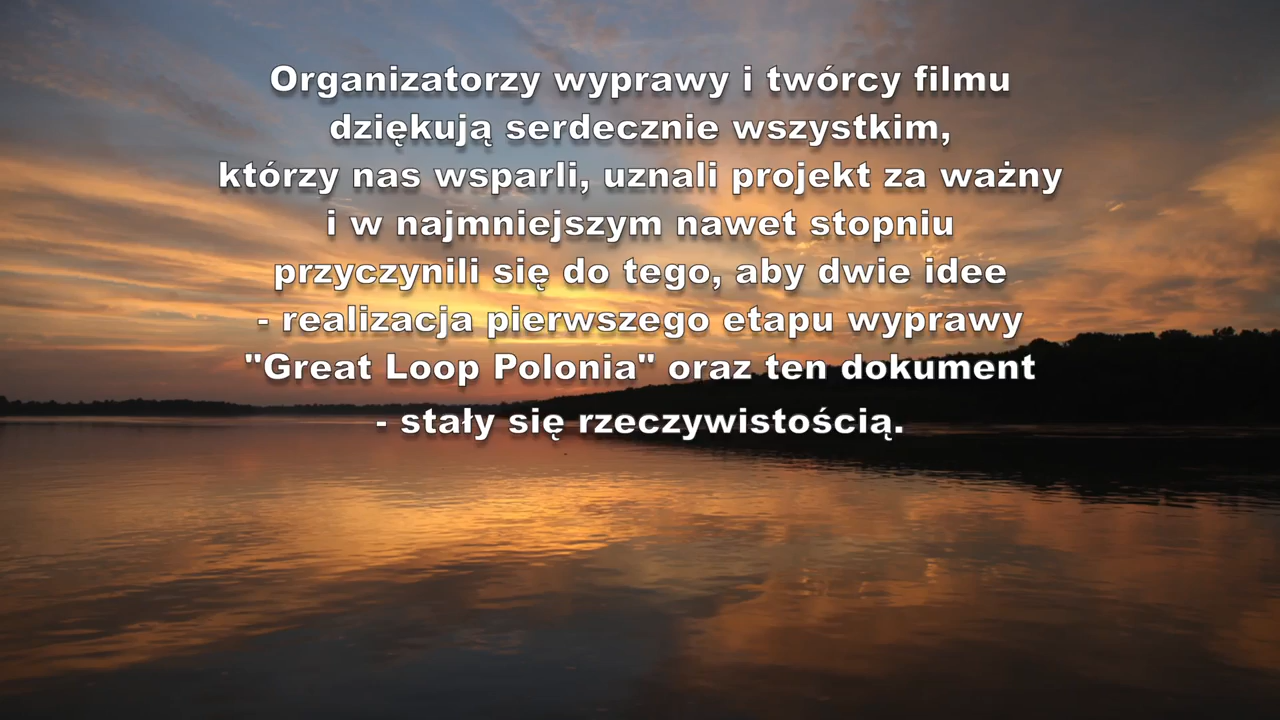 Organizatorzy wyprawy i twórcy filmu
dziękują serdecznie wszystkim,
którzy nas wsparli, uznali projekt za ważny
i w najmniejszym nawet stopniu
przyczynili się do tego, aby dwie idee
- realizacja pierwszego etapu wyprawy
"Great Loop Polonia" oraz ten dokument
- stały się rzeczywistością.